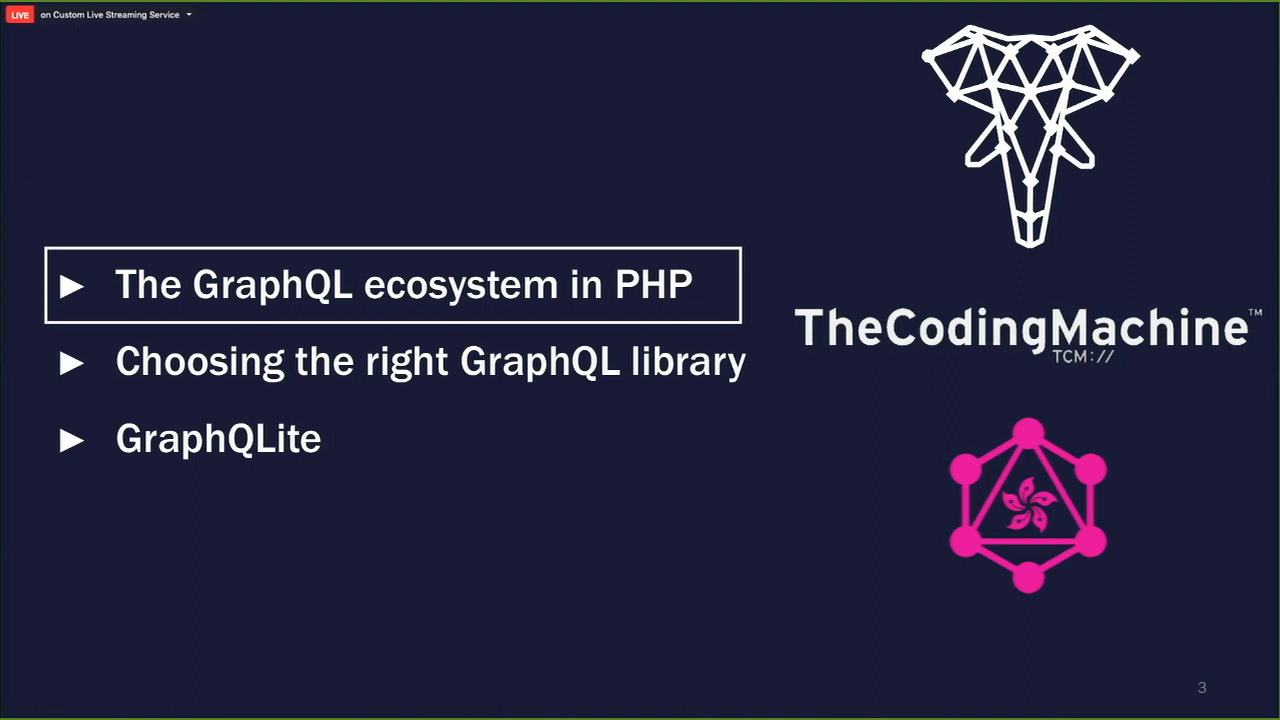 LIVE on Custom Live Streaming Service
► The GraphQL ecosystem in PHP
► Choosing the right GraphQL library
► GraphQLite
TheCodingMachine™
TCM://
3